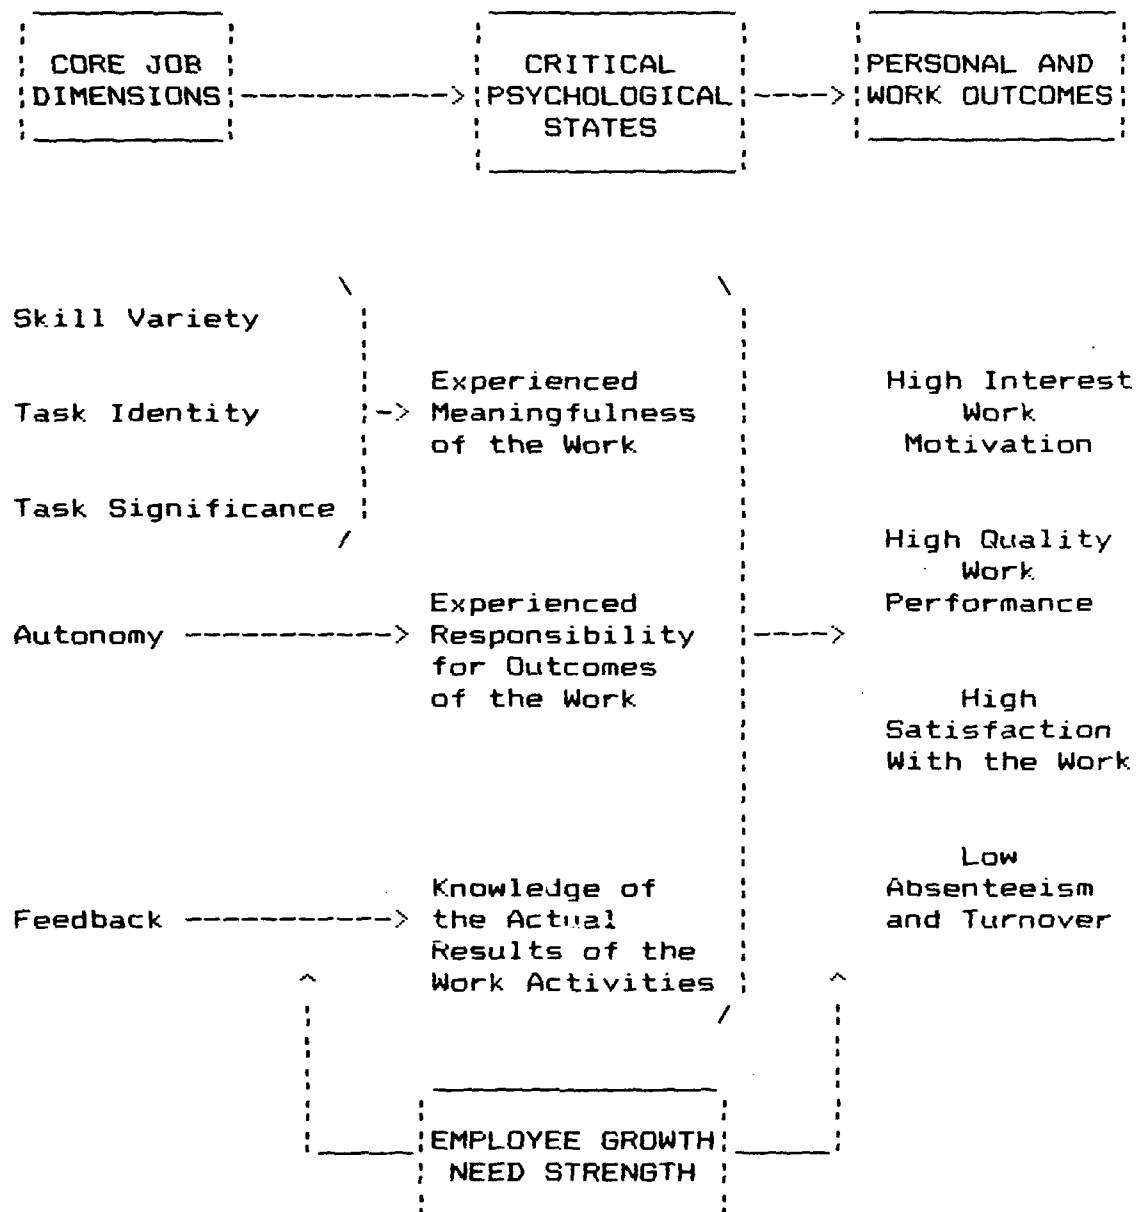 CORE JOB
DIMENSIONS
CRITICAL
PSYCHOLOGICAL
STATES
PERSONAL AND
WORK OUTCOMES
Skill Variety
Task Identity
Task Significance
Experienced
Meaningfulness
of the Work
High Interest
Work
Motivation
High Quality
Work
Performance
Autonomy
Experienced
Responsibility
for Outcomes
of the Work
High
Satisfaction
With the Work
Low
Absenteeism
and Turnover
Feedback
Knowledge of
the Actual
Results of the
Work Activities
EMPLOYEE GROWTH
NEED STRENGTH